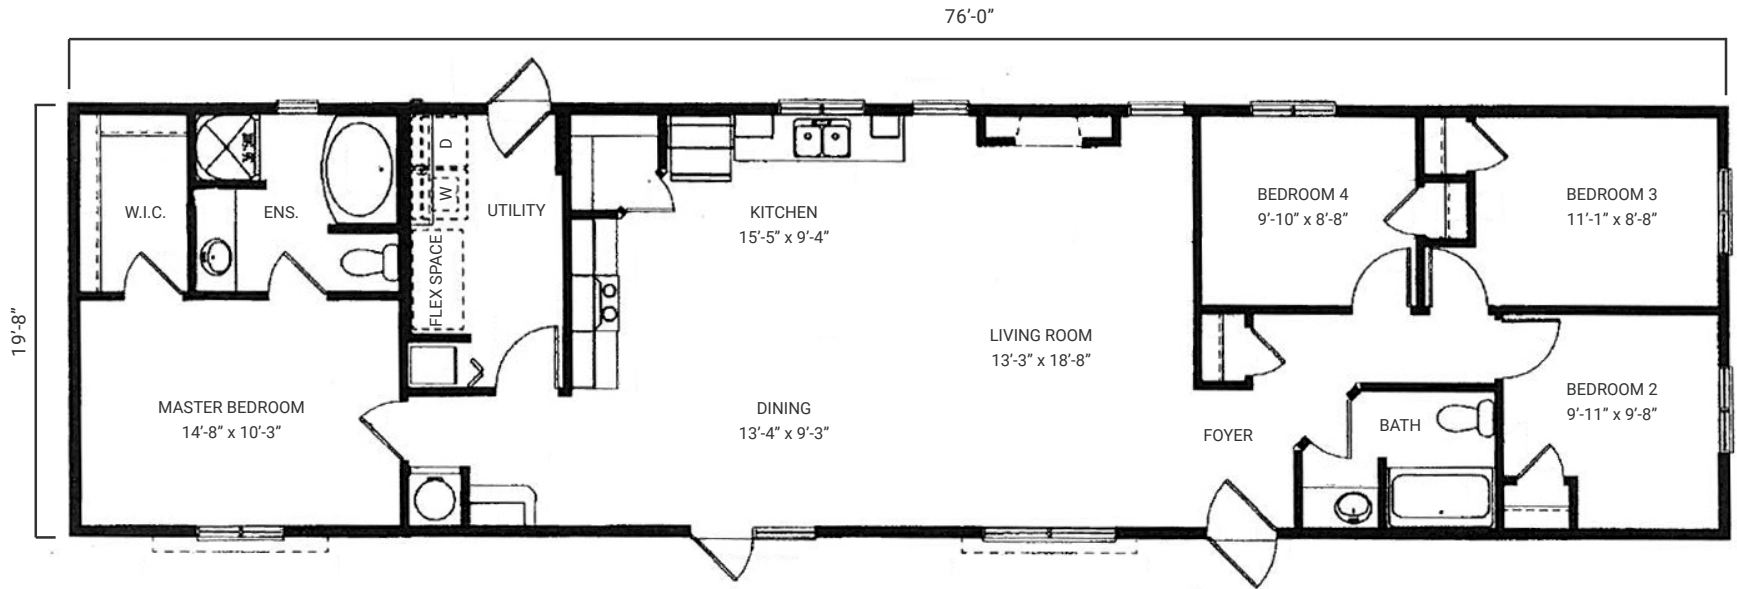 76’-0”
19’-8”
W.I.C.
ENS.
D
W
FLEX SPACE
UTILITY
KITCHEN
15’-5” x 9’-4”
BEDROOM 4
9’-10” x 8’-8”
BEDROOM 3
11’-1” x 8’-8”
LIVING ROOM
13’-3” x 18’-8”
MASTER BEDROOM
14’-8” x 10’-3”
DINING
13’-4” x 9’-3”
FOYER
BATH
BEDROOM 2
9’-11” x 9’-8”